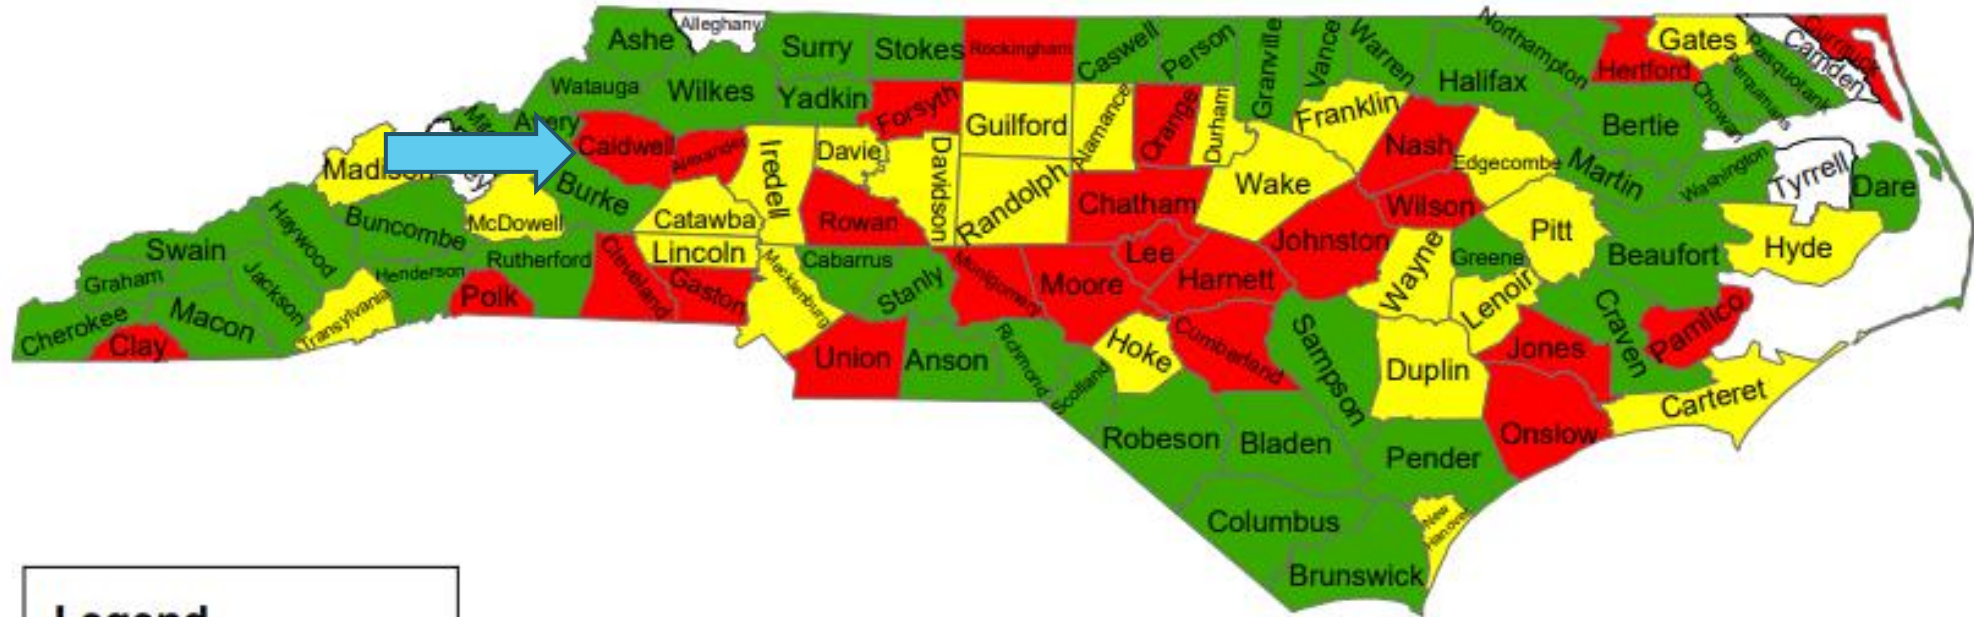 Ashe
Alleghany
Surry
Stokes
Rockingham
Caswell
Person
Granville
Vance
Warren
Northampton
Halifax
Hertford
Gates
Pasquotank
Camden
Currituck
Perquimans
Chowan
Bertie
Watauga
Wilkes
Yadkin
Forsyth
Guilford
Alamance
Orange
Durham
Franklin
Nash
Edgecombe
Martin
Washington
Tyrrell
Dare
Avery
Caldwell
Alexander
Iredell
Davie
Davidson
Randolph
Chatham
Wake
Wilson
Pitt
Beaufort
Hyde
Madison
Burke
McDowell
Catawba
Rowan
Johnston
Greene
Wayne
Lenoir
Craven
Pamlico
Swain
Haywood
Buncombe
Rutherford
Cleveland
Lincoln
Gaston
Mecklenburg
Cabarrus
Stanly
Montgomery
Moore
Lee
Harnett
Graham
Jackson
Henderson
Transylvania
Polk
Cherokee
Macon
Clay
Union
Anson
Richmond
Scotland
Hoke
Cumberland
Sampson
Duplin
Jones
Onslow
Carteret
Robeson
Bladen
Pender
Columbus
Brunswick
New
Hanover
Legend